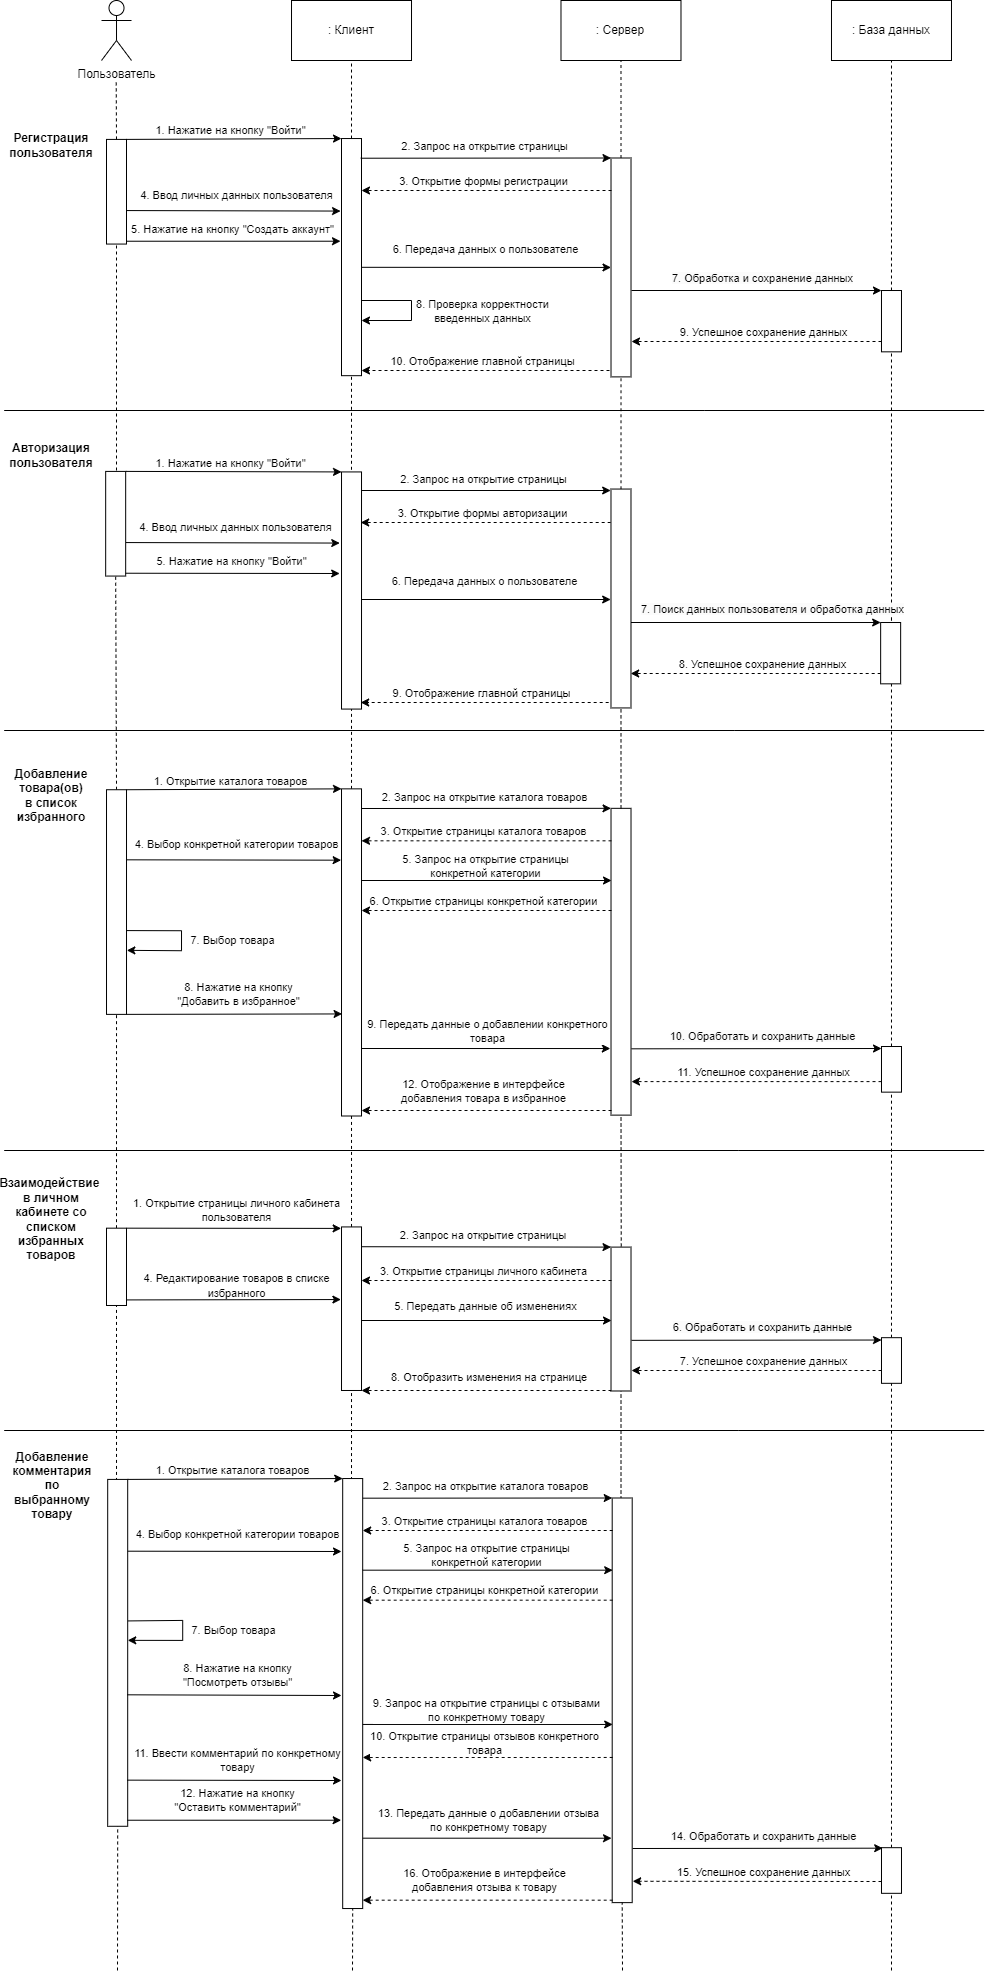 : Клиент
: Сервер
: База данных
Пользователь
Регистрация
пользователя
1. Нажатие на кнопку "Войти"
2. Запрос на открытие страницы
3. Открытие формы регистрации
4. Ввод личных данных пользователя
5. Нажатие на кнопку "Создать аккаунт"
6. Передача данных о пользователе
7. Обработка и сохранение данных
8. Проверка корректности
введенных данных
9. Успешное сохранение данных
10. Отображение главной страницы
Авторизация
пользователя
1. Нажатие на кнопку "Войти"
2. Запрос на открытие страницы
3. Открытие формы авторизации
4. Ввод личных данных пользователя
5. Нажатие на кнопку "Войти"
6. Передача данных о пользователе
7. Поиск данных пользователя и обработка данных
8. Успешное сохранение данных
9. Отображение главной страницы
Добавление
товара(ов)
в список
избранного
1. Открытие каталога товаров
2. Запрос на открытие каталога товаров
3. Открытие страницы каталога товаров
4. Выбор конкретной категории товаров
5. Запрос на открытие страницы
конкретной категории
6. Открытие страницы конкретной категории
7. Выбор товара
8. Нажатие на кнопку
"Добавить в избранное"
9. Передать данные о добавлении конкретного
товара
10. Обработать и сохранить данные
11. Успешное сохранение данных
12. Отображение в интерфейсе
добавления товара в избранное
Взаимодействие
в личном
кабинете со
списком
избранных
товаров
1. Открытие страницы личного кабинета
пользователя
2. Запрос на открытие страницы
3. Открытие страницы личного кабинета
4. Редактирование товаров в списке
избранного
5. Передать данные об изменениях
6. Обработать и сохранить данные
7. Успешное сохранение данных
8. Отобразить изменения на странице
Добавление
комментария
по
выбранному
товару
1. Открытие каталога товаров
2. Запрос на открытие каталога товаров
3. Открытие страницы каталога товаров
4. Выбор конкретной категории товаров
5. Запрос на открытие страницы
конкретной категории
6. Открытие страницы конкретной категории
7. Выбор товара
8. Нажатие на кнопку
"Посмотреть отзывы"
9. Запрос на открытие страницы с отзывами
по конкретному товару
10. Открытие страницы отзывов конкретного
товара
11. Ввести комментарий по конкретному
товару
12. Нажатие на кнопку
"Оставить комментарий"
13. Передать данные о добавлении отзыва
по конкретному товару
14. Обработать и сохранить данные
15. Успешное сохранение данных
16. Отображение в интерфейсе
добавления отзыва к товару